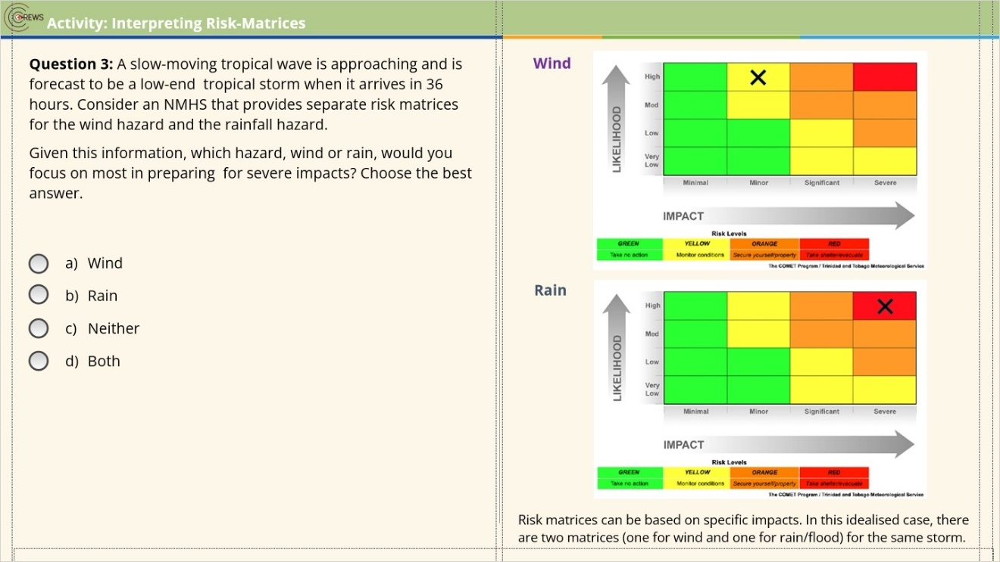 CREWS
Activity: Interpreting Risk-Matrices
Question 3: A slow-moving tropical wave is approaching and is
forecast to be a low-end tropical storm when it arrives in 36
hours. Consider an NMHS that provides separate risk matrices
for the wind hazard and the rainfall hazard.
Given this information, which hazard, wind or rain, would you
focus on most in preparing for severe impacts? Choose the best
answer.
a) Wind
b) Rain
c) Neither
d) Both
Wind
LIKELIHOOD
High
Med
Low
Very
Low
Minimal Minor Significant Severe
IMPACT
Risk Levels
GREEN YELLOW ORANGE RED
Take no action Monitor conditions Secure yourself/property Take shelter/evacuate
The COMET Program / Trinidad and Tobago Meteorological Service
Rain
LIKELIHOOD
High
Med
Low
Very
Low
Minimal Minor Significant Severe
IMPACT
Risk Levels
GREEN YELLOW ORANGE RED
Take no action Monitor conditions Secure yourself/property Take shelter/evacuate
The COMET Program / Trinidad and Tobago Meteorological Service
Risk matrices can be based on specific impacts. In this idealised case, there
are two matrices (one for wind and one for rain/flood) for the same storm.